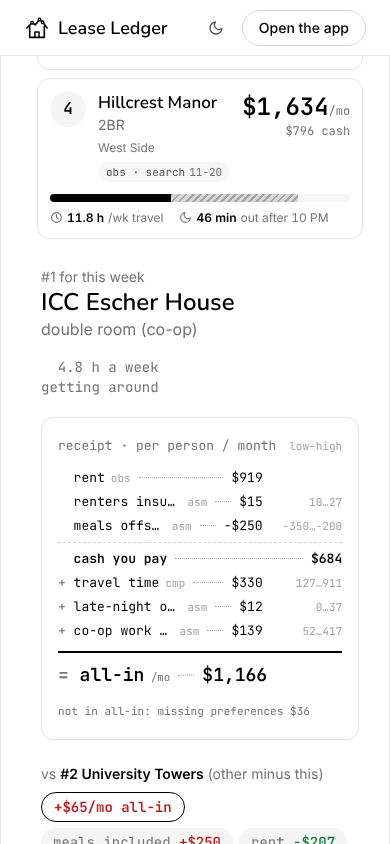 Lease Ledger
Open the app
4
Hillcrest Manor
$1,634/mo
2BR
$796 cash
West Side
obs · search 11-20
11.8 h /wk travel
46 min out after 10 PM
#1 for this week
ICC Escher House
double room (co-op)
4.8 h a week
getting around
receipt · per person / month low–high
rent obs $919
renters insu… asm $15 10…27
meals offs… asm -$250 -350…-200
cash you pay $684
+ travel time cmp $330 127…911
+ late-night o… asm $12 0…37
+ co-op work … asm $139 52…417
= all-in /mo $1,166
not in all-in: missing preferences $36
vs #2 University Towers (other minus this)
+$65/mo all-in
meals included +$250
rent -$207